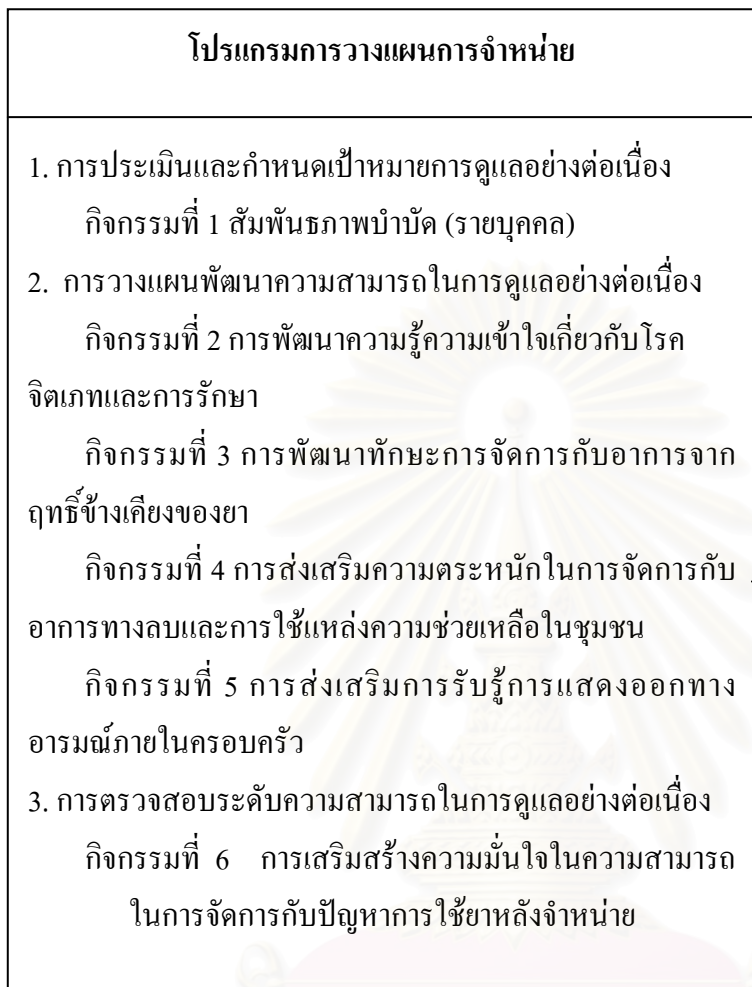 โปรแกรมการวางแผนการจำหน่าย
1. การประเมินและกำหนดเป้าหมายการดูแลอย่างต่อเนื่อง
กิจกรรมที่ 1 สัมพันธภาพบำบัด (รายบุคคล)
2. การวางแผนพัฒนาความสามารถในการดูแลอย่างต่อเนื่อง
กิจกรรมที่ 2 การพัฒนาความรู้ความเข้าใจเกี่ยวกับโรค
จิตเภทและการรักษา
กิจกรรมที่ 3 การพัฒนาทักษะการจัดการกับอาการจาก
ฤทธิ์ข้างเคียงของยา
กิจกรรมที่ 4 การส่งเสริมความตระหนักในการจัดการกับ
อาการทางลบและการใช้แหล่งความช่วยเหลือในชุมชน
กิจกรรมที่ 5 การส่งเสริมการรับรู้การแสดงออกทาง
อารมณ์ภายในครอบครัว
3. การตรวจสอบระดับความสามารถในการดูแลอย่างต่อเนื่อง
กิจกรรมที่ 6 การเสริมสร้างความมั่นใจในความสามารถ
ในการจัดการกับปัญหาการใช้ยาหลังจำหน่าย